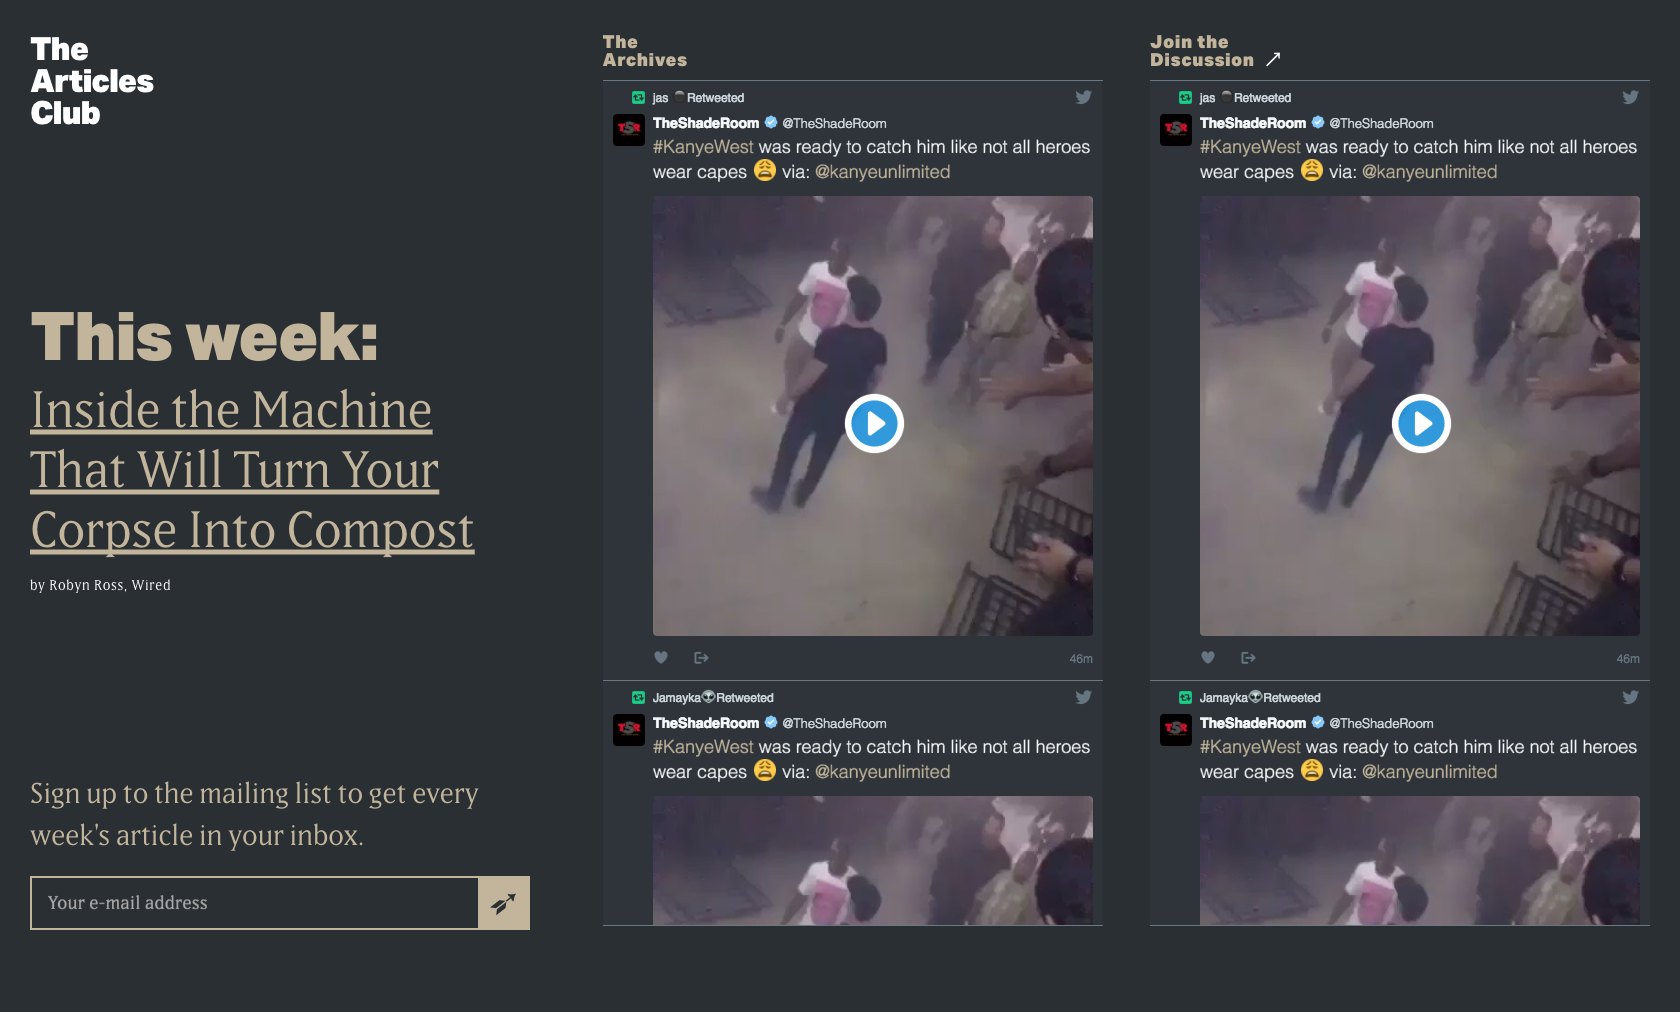 The
Articles
Club
This week:
Inside the Machine
That Will Turn Your
Corpse Into Compost
by Robyn Ross, Wired
Sign up to the mailing list to get every
week's article in your inbox.
Your e-mail address
The
Archives
jas Retweeted
TSR
TheShadeRoom @TheShadeRoom
#KanyeWest was ready to catch him like not all heroes
wear capes 😩 via: @kanyeunlimited
46m
Jamayka👽Retweeted
TSR
TheShadeRoom @TheShadeRoom
#KanyeWest was ready to catch him like not all heroes
wear capes 😩 via: @kanyeunlimited
Join the
Discussion ↗
jas Retweeted
TSR
TheShadeRoom @TheShadeRoom
#KanyeWest was ready to catch him like not all heroes
wear capes 😩 via: @kanyeunlimited
46m
Jamayka👽Retweeted
TSR
TheShadeRoom @TheShadeRoom
#KanyeWest was ready to catch him like not all heroes
wear capes 😩 via: @kanyeunlimited